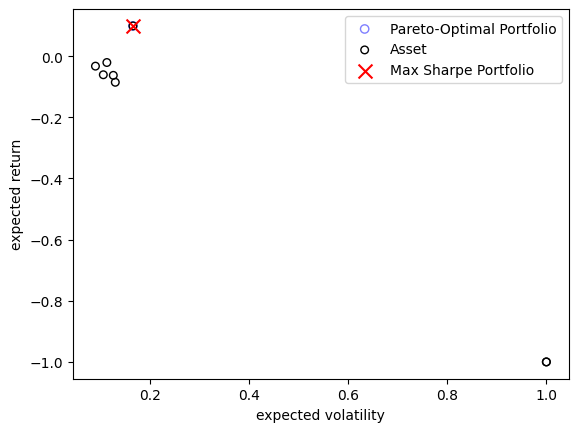 Pareto-Optimal Portfolio
Asset
Max Sharpe Portfolio
expected return
0.0
−0.2
−0.4
−0.6
−0.8
−1.0
0.2
0.4
0.6
0.8
1.0
expected volatility